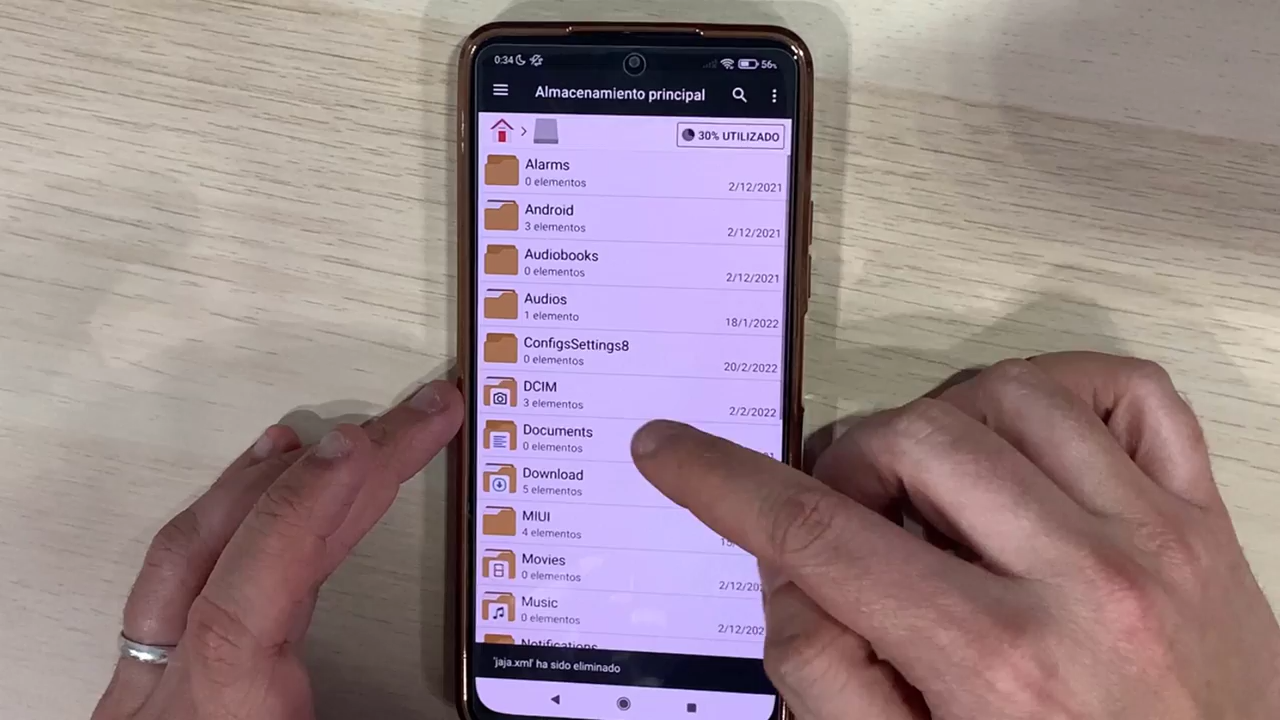 0:34
56%
Almacenamiento principal
30% UTILIZADO
Alarms
0 elementos
2/12/2021
Android
3 elementos
2/12/2021
Audiobooks
0 elementos
2/12/2021
Audios
1 elemento
18/1/2022
ConfigsSettings8
0 elementos
20/2/2022
DCIM
3 elementos
2/2/2022
Documents
0 elementos
Download
5 elementos
MIUI
4 elementos
Movies
0 elementos
2/12/202
Music
0 elementos
2/12/202
Notifications
'jaja.xml' ha sido eliminado